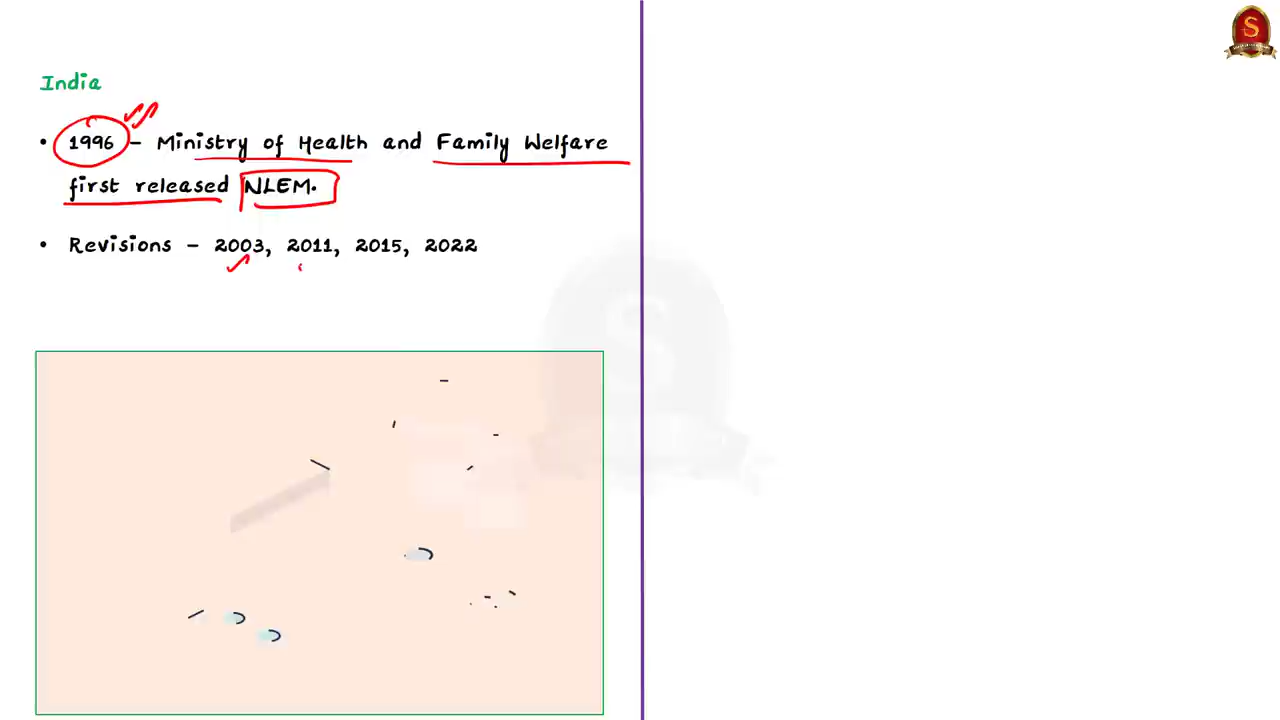 India
• 1996 - Ministry of Health and Family Welfare
first released NLEM.
• Revisions - 2003, 2011, 2015, 2022
S